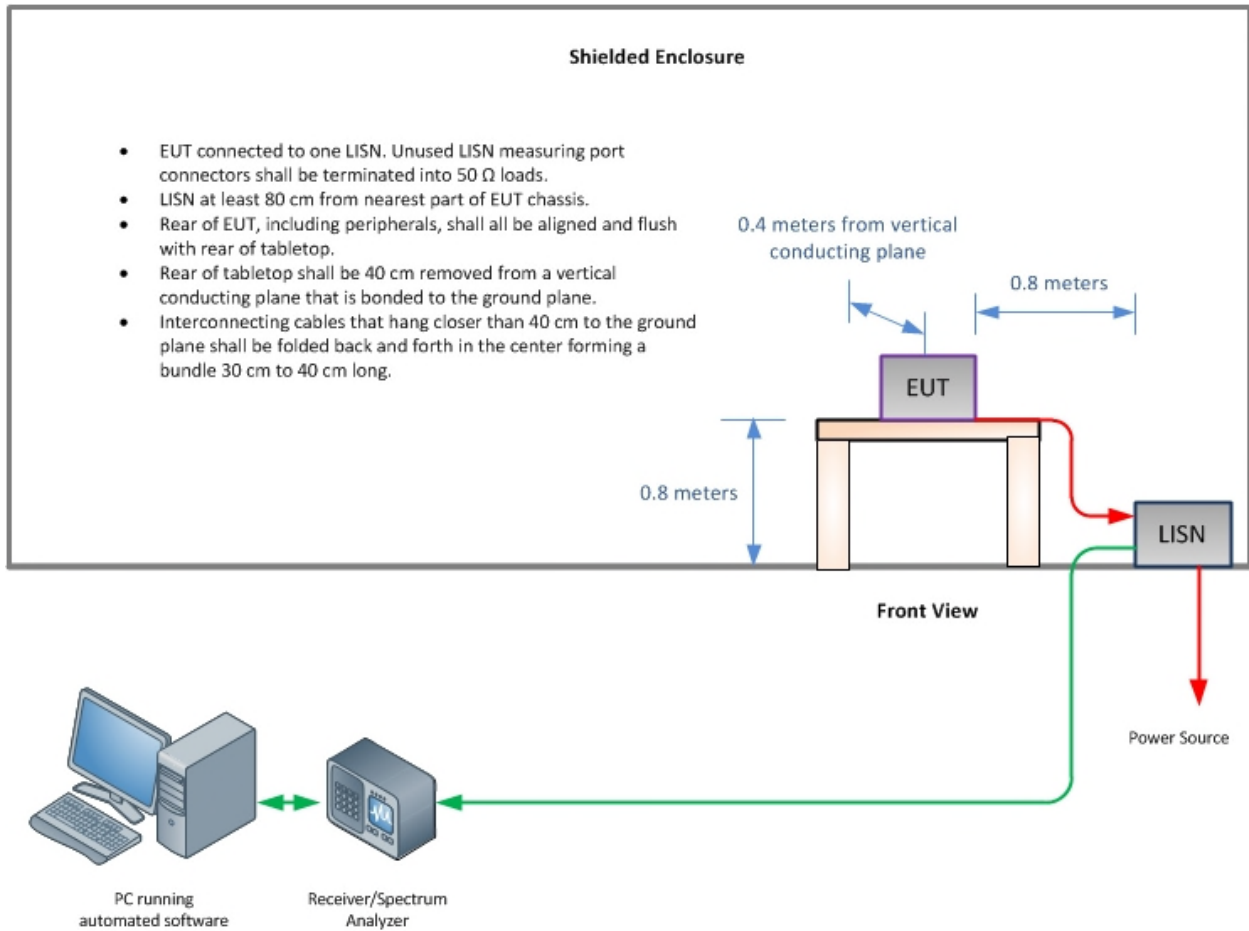 Shielded Enclosure
• EUT connected to one LISN. Unused LISN measuring port
connectors shall be terminated into 50 Ω loads.
• LISN at least 80 cm from nearest part of EUT chassis.
• Rear of EUT, including peripherals, shall all be aligned and flush
with rear of tabletop.
• Rear of tabletop shall be 40 cm removed from a vertical
conducting plane that is bonded to the ground plane.
• Interconnecting cables that hang closer than 40 cm to the ground
plane shall be folded back and forth in the center forming a
bundle 30 cm to 40 cm long.
0.4 meters from vertical
conducting plane
0.8 meters
EUT
0.8 meters
LISN
Front View
Power Source
PC running
automated software
Receiver/Spectrum
Analyzer